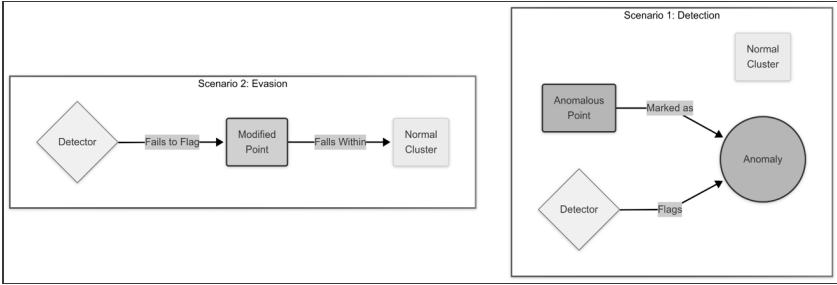 Scenario 2: Evasion
Detector
Fails to Flag
Modified
Point
Falls Within
Normal
Cluster
Scenario 1: Detection
Normal
Cluster
Anomalous
Point
Marked as
Anomaly
Detector
Flags